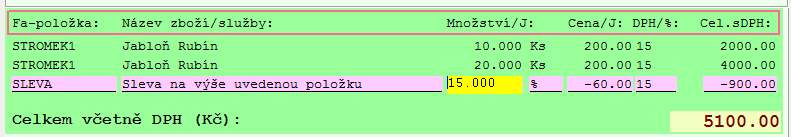 Fa-položka: Název zboží/služby: Množství/J: Cena/J: DPH/%: Cel.sDPH:
STROMEK1 Jabloň Rubín 10.000 Ks 200.00 15 2000.00
STROMEK1 Jabloň Rubín 20.000 Ks 200.00 15 4000.00
SLEVA Sleva na výše uvedenou položku 15.000 % -60.00 15 -900.00
Celkem včetně DPH (Kč): 5100.00